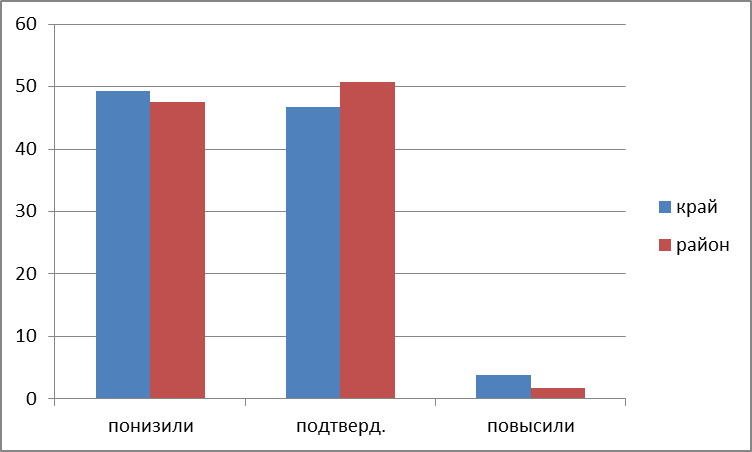 60
50
40
30
20
10
0
понизили
подтверд.
повысили
край
район